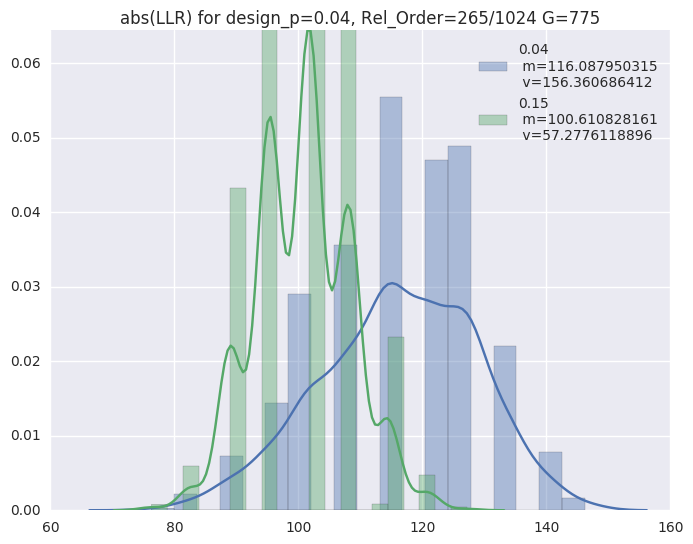 abs(LLR) for design_p=0.04, Rel_Order=265/1024 G=775
0.04
m=116.087950315
v=156.360686412
0.15
m=100.610828161
v=57.2776118896
0.06
0.05
0.04
0.03
0.02
0.01
0.00
60 80 100 120 140 160